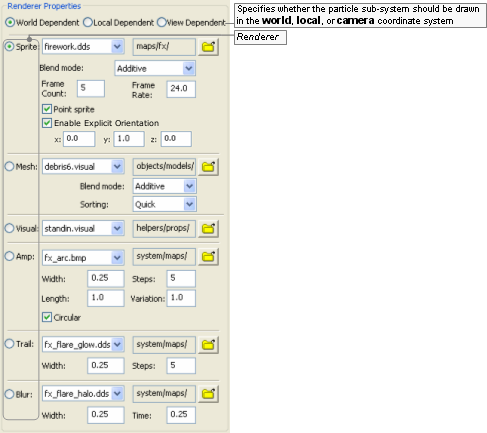 Renderer Properties
World Dependent Local Dependent View Dependent
Specifies whether the particle sub-system should be drawn
in the world, local, or camera coordinate system
Renderer
Sprite: firework.dds maps/fx/
Blend mode: Additive
Frame Count: 5 Frame Rate: 24.0
Point sprite
Enable Explicit Orientation
x: 0.0 y: 1.0 z: 0.0
Mesh: debris6.visual objects/models/
Blend mode: Additive
Sorting: Quick
Visual: standin.visual helpers/props/
Amp: fx_arc.bmp system/maps/
Width: 0.25 Steps: 5
Length: 1.0 Variation: 1.0
Circular
Trail: fx_flare_glow.dds system/maps/
Width: 0.25 Steps: 5
Blur: fx_flare_halo.dds system/maps/
Width: 0.25 Time: 0.25